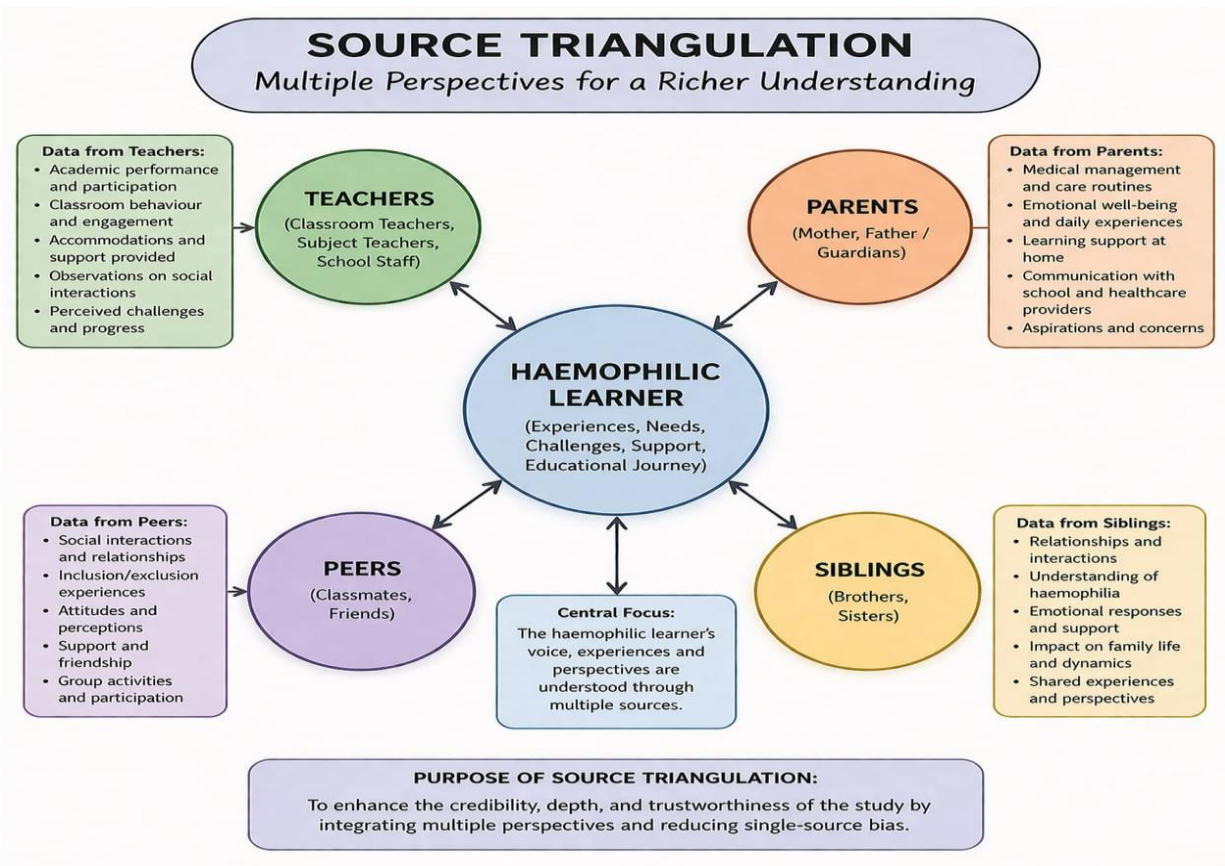 SOURCE TRIANGULATION
Multiple Perspectives for a Richer Understanding
Data from Teachers:
• Academic performance
and participation
• Classroom behaviour
and engagement
• Accommodations and
support provided
• Observations on social
interactions
• Perceived challenges
and progress
TEACHERS
(Classroom Teachers,
Subject Teachers,
School Staff)
PARENTS
(Mother, Father /
Guardians)
Data from Parents:
• Medical management
and care routines
• Emotional well-being
and daily experiences
• Learning support at
home
• Communication with
school and healthcare
providers
• Aspirations and concerns
HAEMOPHILIC
LEARNER
(Experiences, Needs,
Challenges, Support,
Educational Journey)
Data from Peers:
• Social interactions
and relationships
• Inclusion/exclusion
experiences
• Attitudes and
perceptions
• Support and
friendship
• Group activities
and participation
PEERS
(Classmates,
Friends)
Central Focus:
The haemophilic learner's
voice, experiences and
perspectives are
understood through
multiple sources.
SIBLINGS
(Brothers,
Sisters)
Data from Siblings:
• Relationships and
interactions
• Understanding of
haemophilia
• Emotional responses
and support
• Impact on family life
and dynamics
• Shared experiences
and perspectives
PURPOSE OF SOURCE TRIANGULATION:
To enhance the credibility, depth, and trustworthiness of the study by
integrating multiple perspectives and reducing single-source bias.